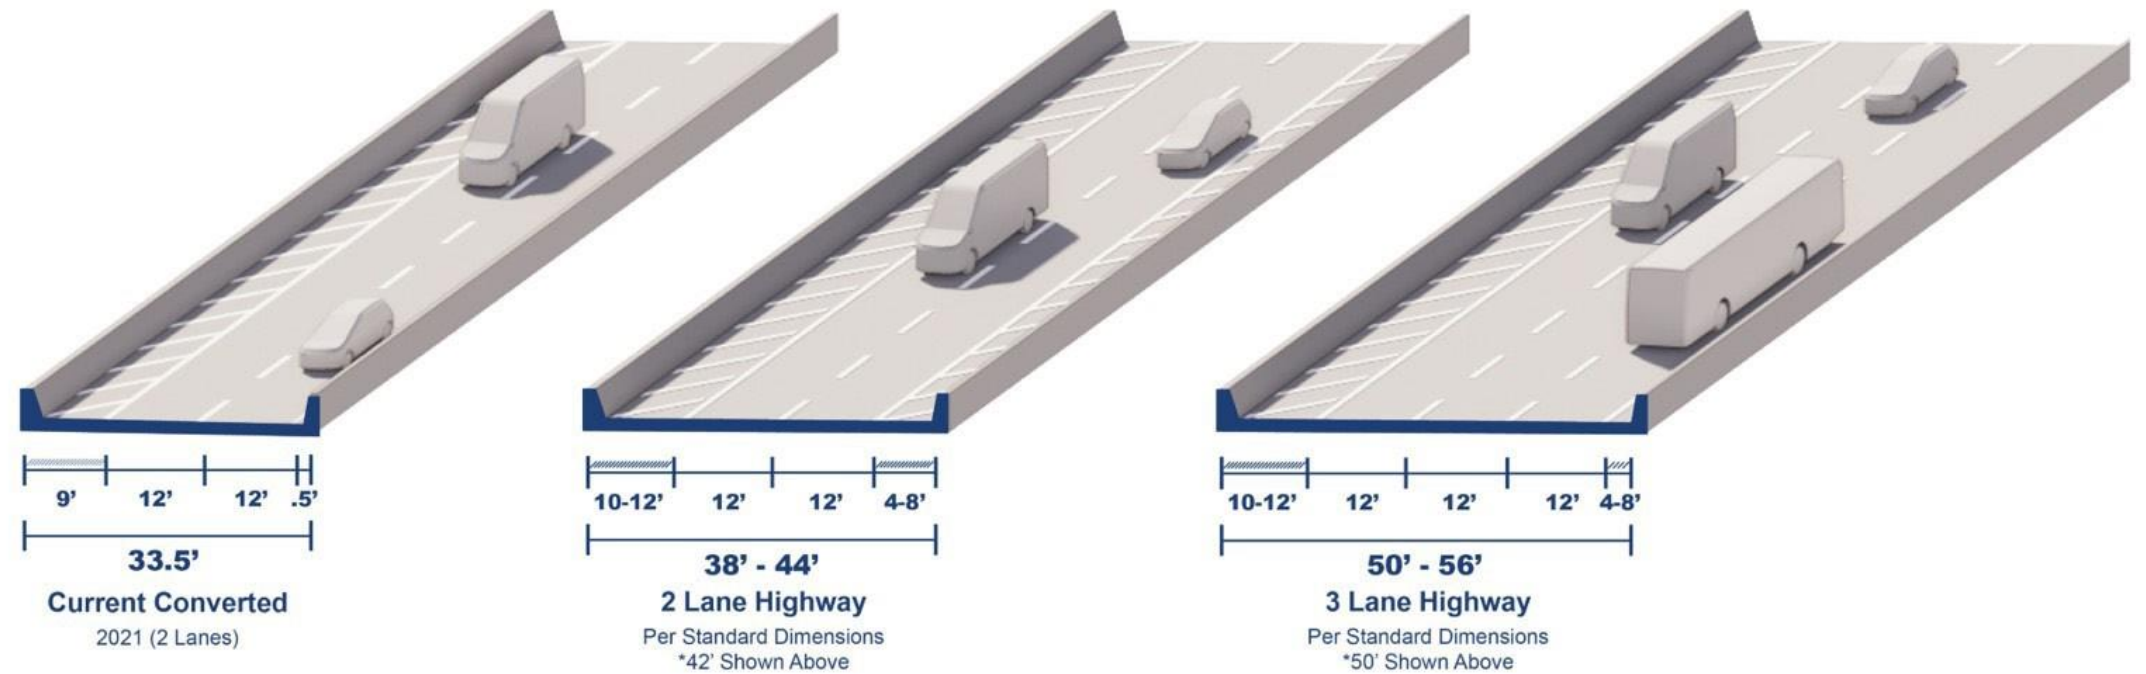 9’ 12’ 12’ .5’
33.5’
Current Converted
2021 (2 Lanes)
10-12’ 12’ 12’ 4-8’
38’ - 44’
2 Lane Highway
Per Standard Dimensions
*42’ Shown Above
10-12’ 12’ 12’ 12’ 4-8’
50’ - 56’
3 Lane Highway
Per Standard Dimensions
*50’ Shown Above